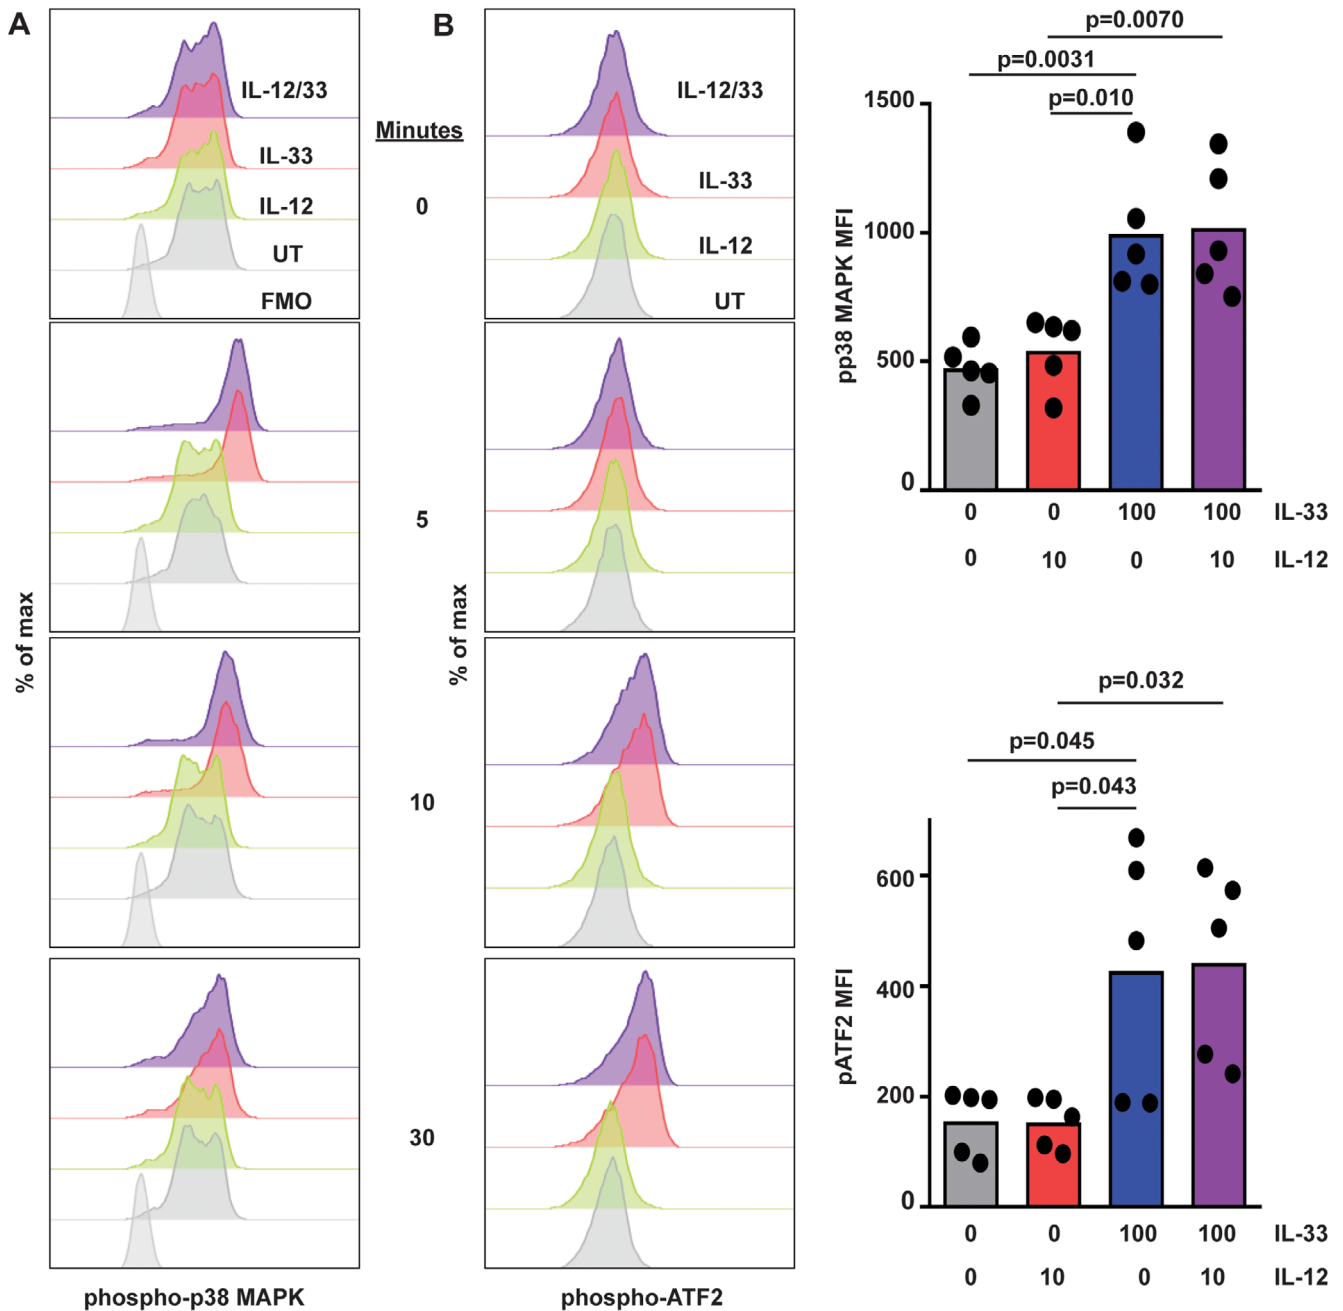 A
IL-12/33
IL-33
IL-12
UT
FMO
% of max
phospho-p38 MAPK
Minutes
0
5
10
30
B
IL-12/33
IL-33
IL-12
UT
% of max
phospho-ATF2
p=0.0070
p=0.0031
p=0.010
pp38 MAPK MFI
1500
1000
500
0
0 0 100 100 IL-33
0 10 0 10 IL-12
p=0.032
p=0.045
p=0.043
pATF2 MFI
600
400
200
0
0 0 100 100 IL-33
0 10 0 10 IL-12